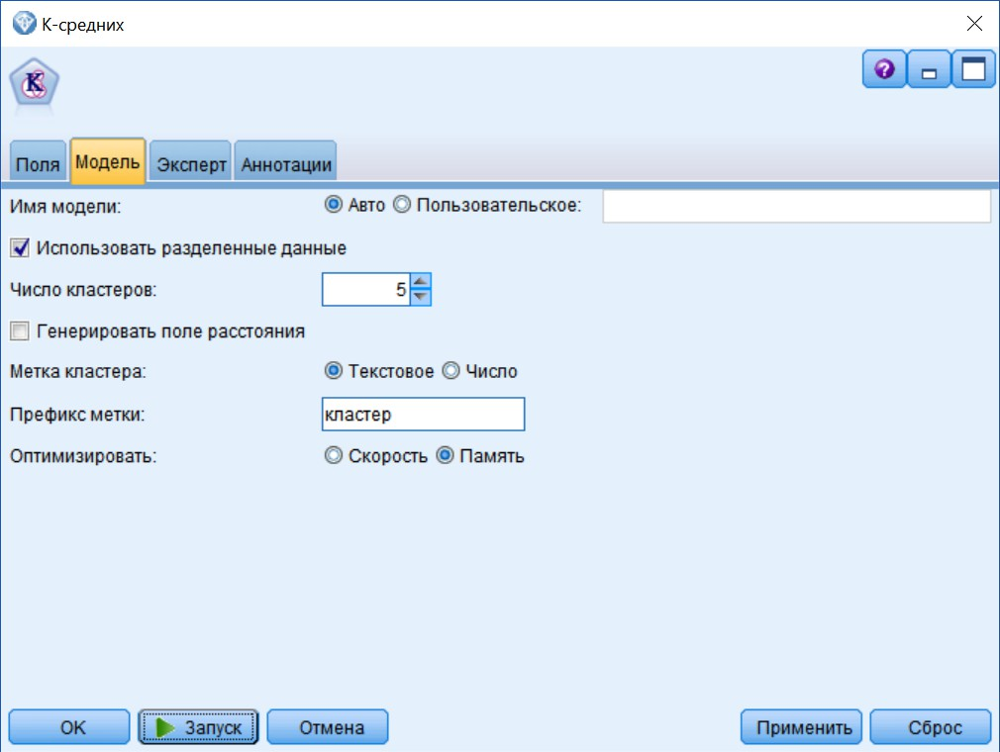 К-средних
Поля Модель Эксперт Аннотации
Имя модели: Авто Пользовательское:
Использовать разделенные данные
Число кластеров: 5
Генерировать поле расстояния
Метка кластера: Текстовое Число
Префикс метки: кластер
Оптимизировать: Скорость Память
OK Запуск Отмена Применить Сброс